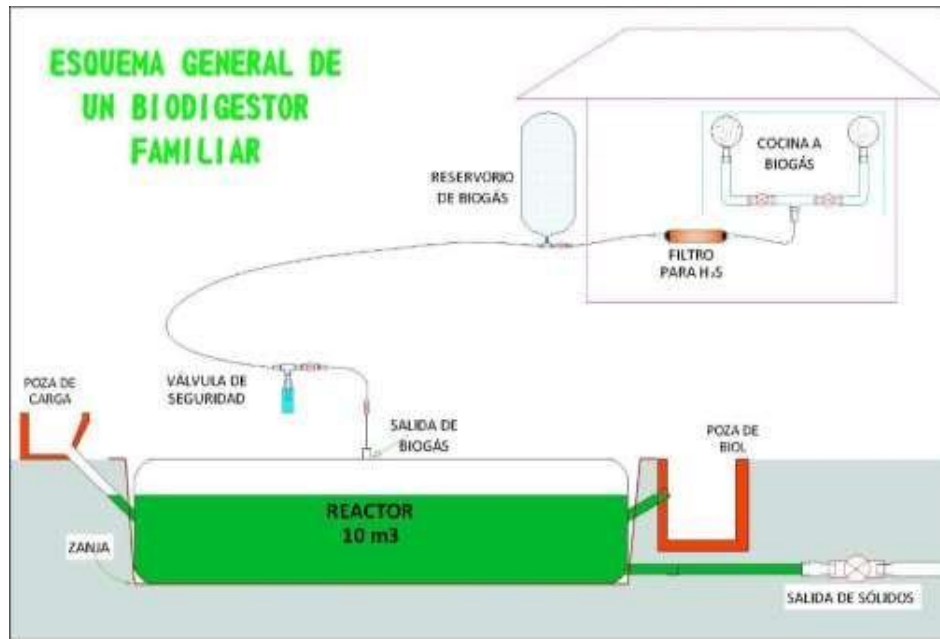 ESQUEMA GENERAL DE
UN BIODIGESTOR
FAMILIAR
RESERVORIO
DE BIOGÁS
COCINA A
BIOGÁS
FILTRO
PARA H₂S
VÁLVULA DE
SEGURIDAD
POZA DE
CARGA
SALIDA DE
BIOGÁS
POZA DE
BIOL
REACTOR
10 m3
ZANJA
SALIDA DE SÓLIDOS